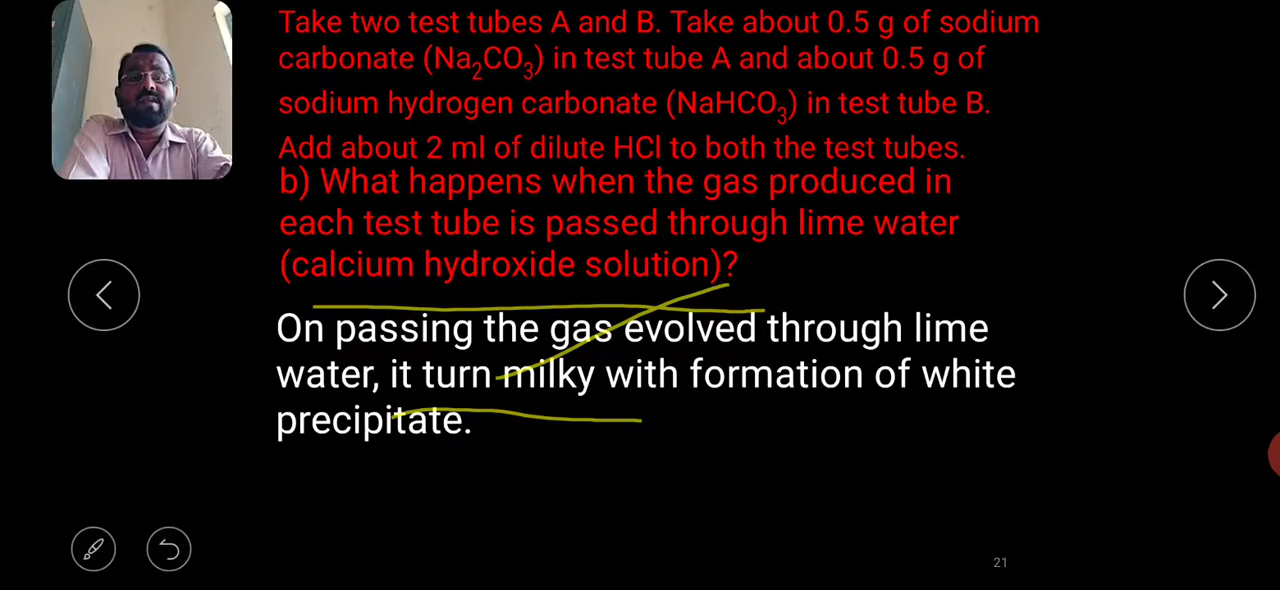 Take two test tubes A and B. Take about 0.5 g of sodium
carbonate (Na₂CO₃) in test tube A and about 0.5 g of
sodium hydrogen carbonate (NaHCO₃) in test tube B.
Add about 2 ml of dilute HCl to both the test tubes.
b) What happens when the gas produced in
each test tube is passed through lime water
(calcium hydroxide solution)?
On passing the gas evolved through lime
water, it turn milky with formation of white
precipitate.
21